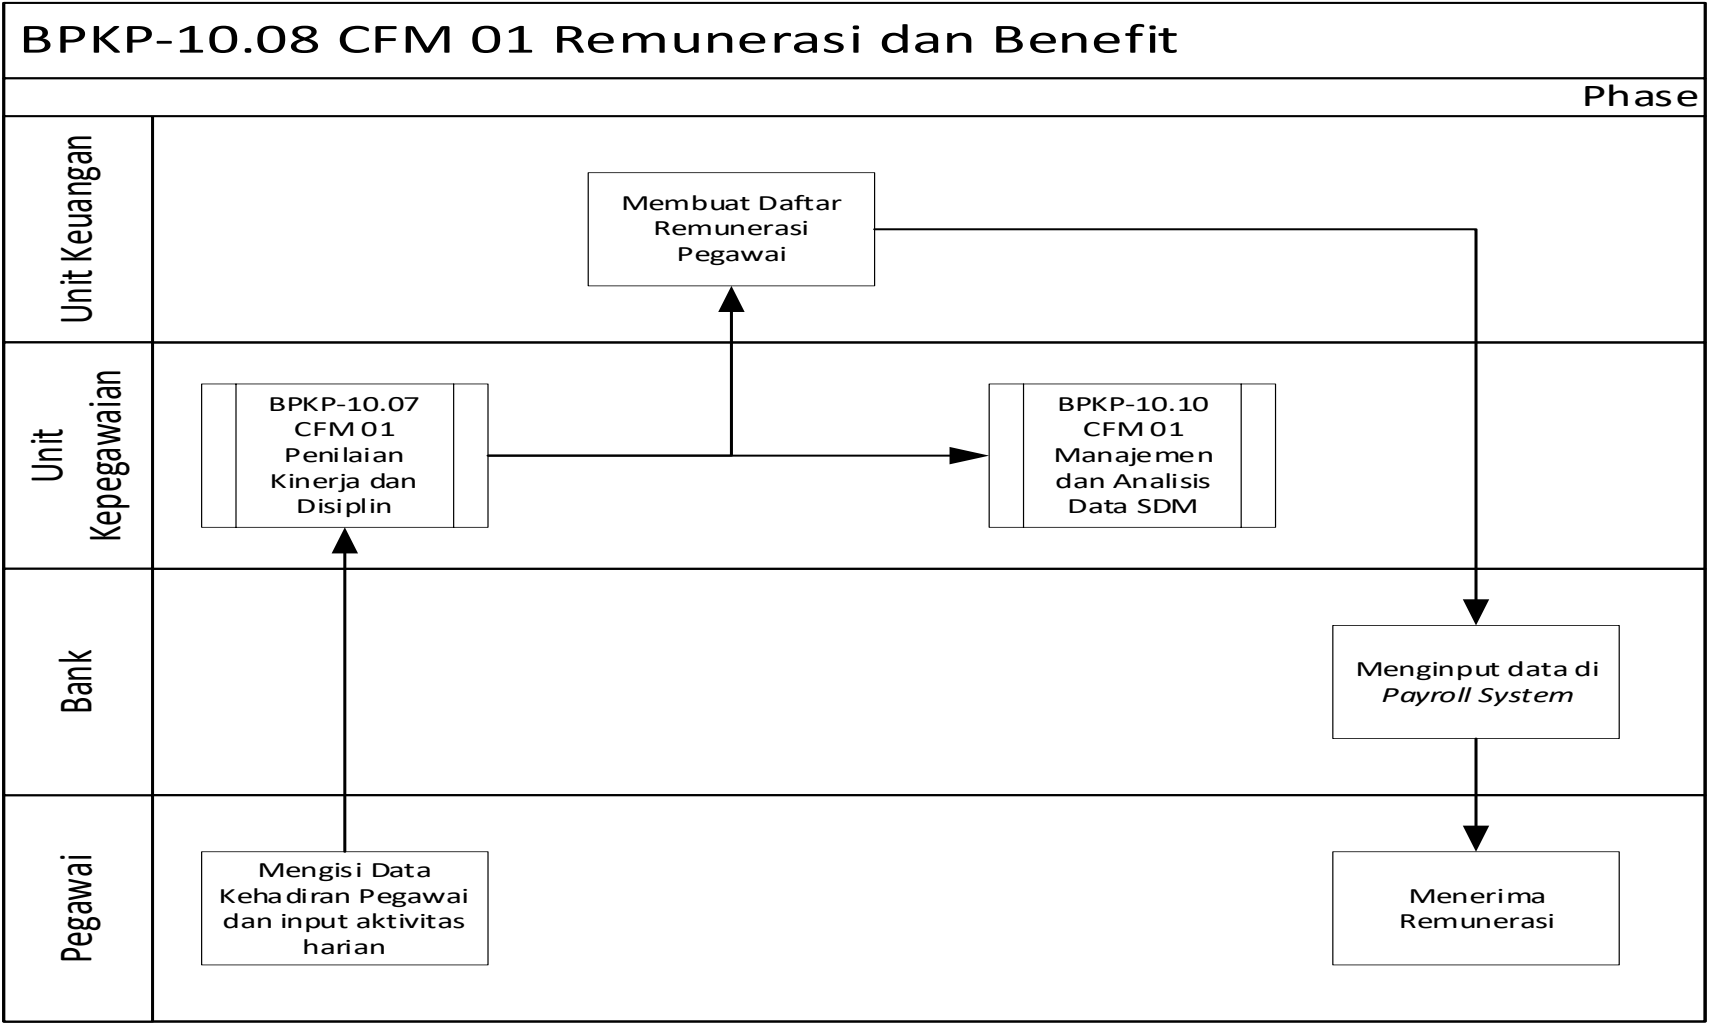 BPKP-10.08 CFM 01 Remunerasi dan Benefit
Phase
Unit Keuangan
Membuat Daftar
Remunerasi
Pegawai
Unit
Kepegawaian
BPKP-10.07
CFM 01
Penilaian
Kinerja dan
Disiplin
BPKP-10.10
CFM 01
Manajemen
dan Analisis
Data SDM
Bank
Menginput data di
Payroll System
Pegawai
Mengisi Data
Kehadiran Pegawai
dan input aktivitas
harian
Menerima
Remunerasi